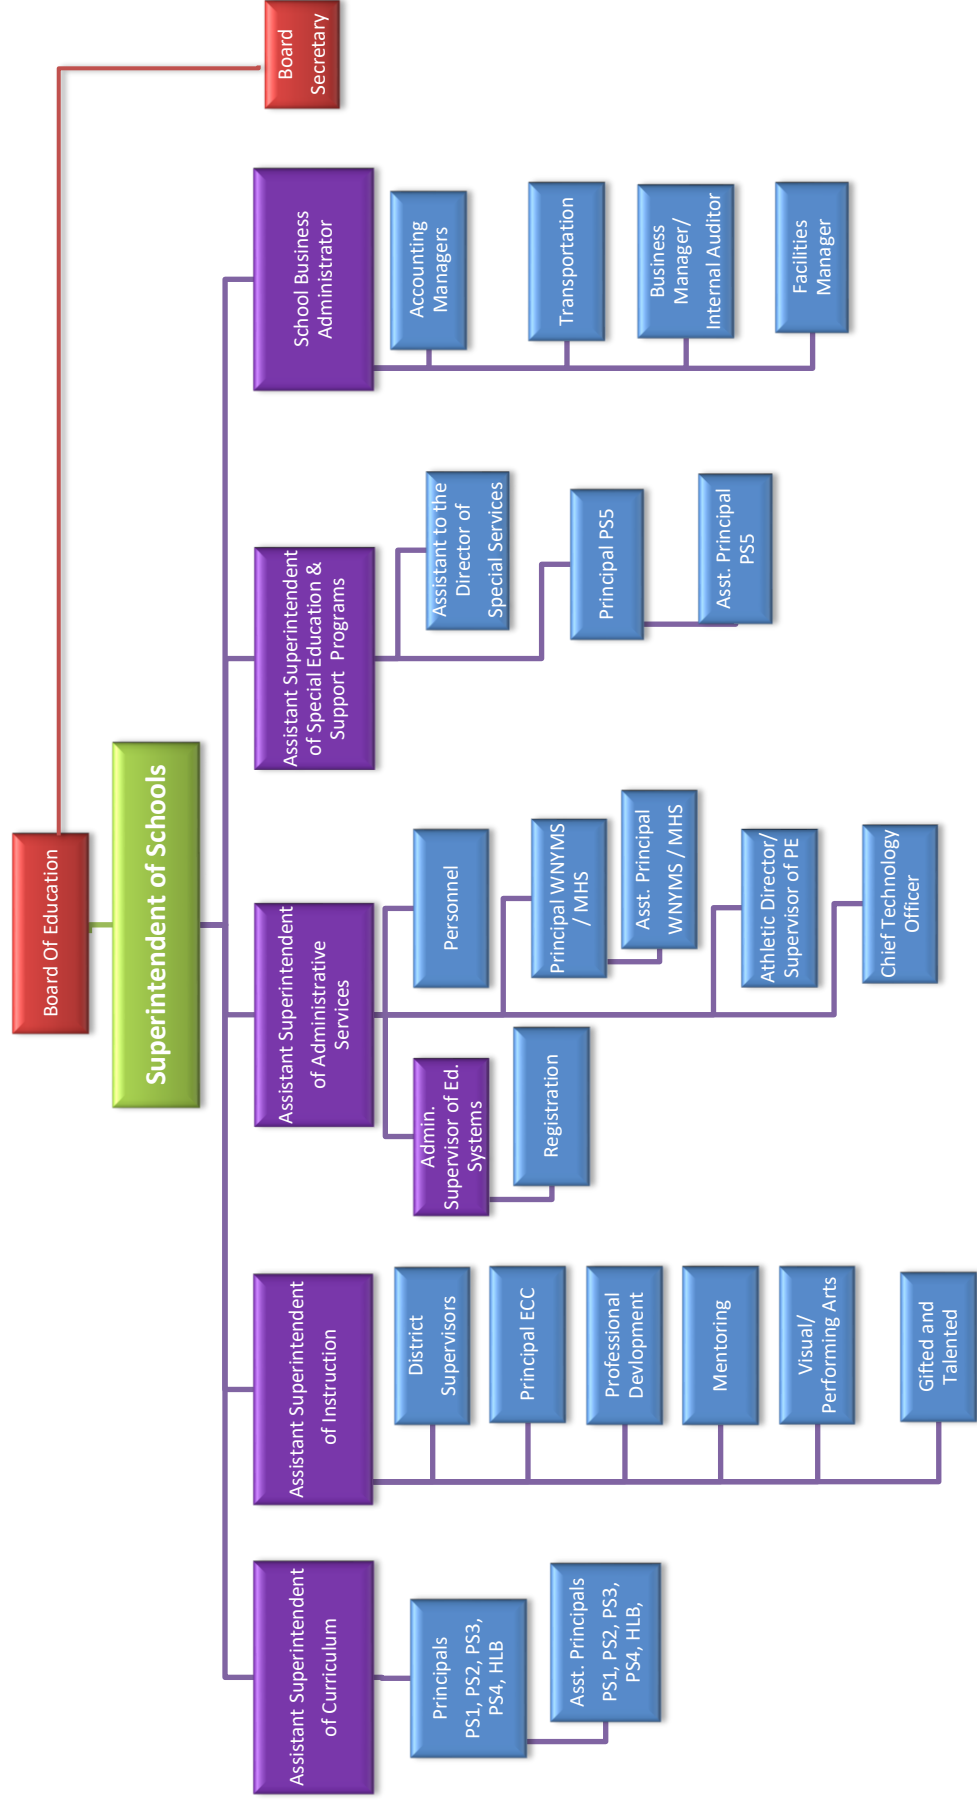 Board Of Education
Board
Secretary
Superintendent of Schools
Assistant Superintendent
of Curriculum
Principals
PS1, PS2, PS3,
PS4, HLB
Asst. Principals
PS1, PS2, PS3,
PS4, HLB,
Assistant Superintendent
of Instruction
District
Supervisors
Principal ECC
Professional
Devlopment
Mentoring
Visual/
Performing Arts
Gifted and
Talented
Assistant Superintendent
of Administrative
Services
Admin.
Supervisor of Ed.
Systems
Registration
Personnel
Principal WNYMS
/ MHS
Asst. Principal
WNYMS / MHS
Athletic Director/
Supervisor of PE
Chief Technology
Officer
Assistant Superintendent
of Special Education &
Support Programs
Assistant to the
Director of
Special Services
Principal PS5
Asst. Principal
PS5
School Business
Administrator
Accounting
Managers
Transportation
Business
Manager/
Internal Auditor
Facilities
Manager